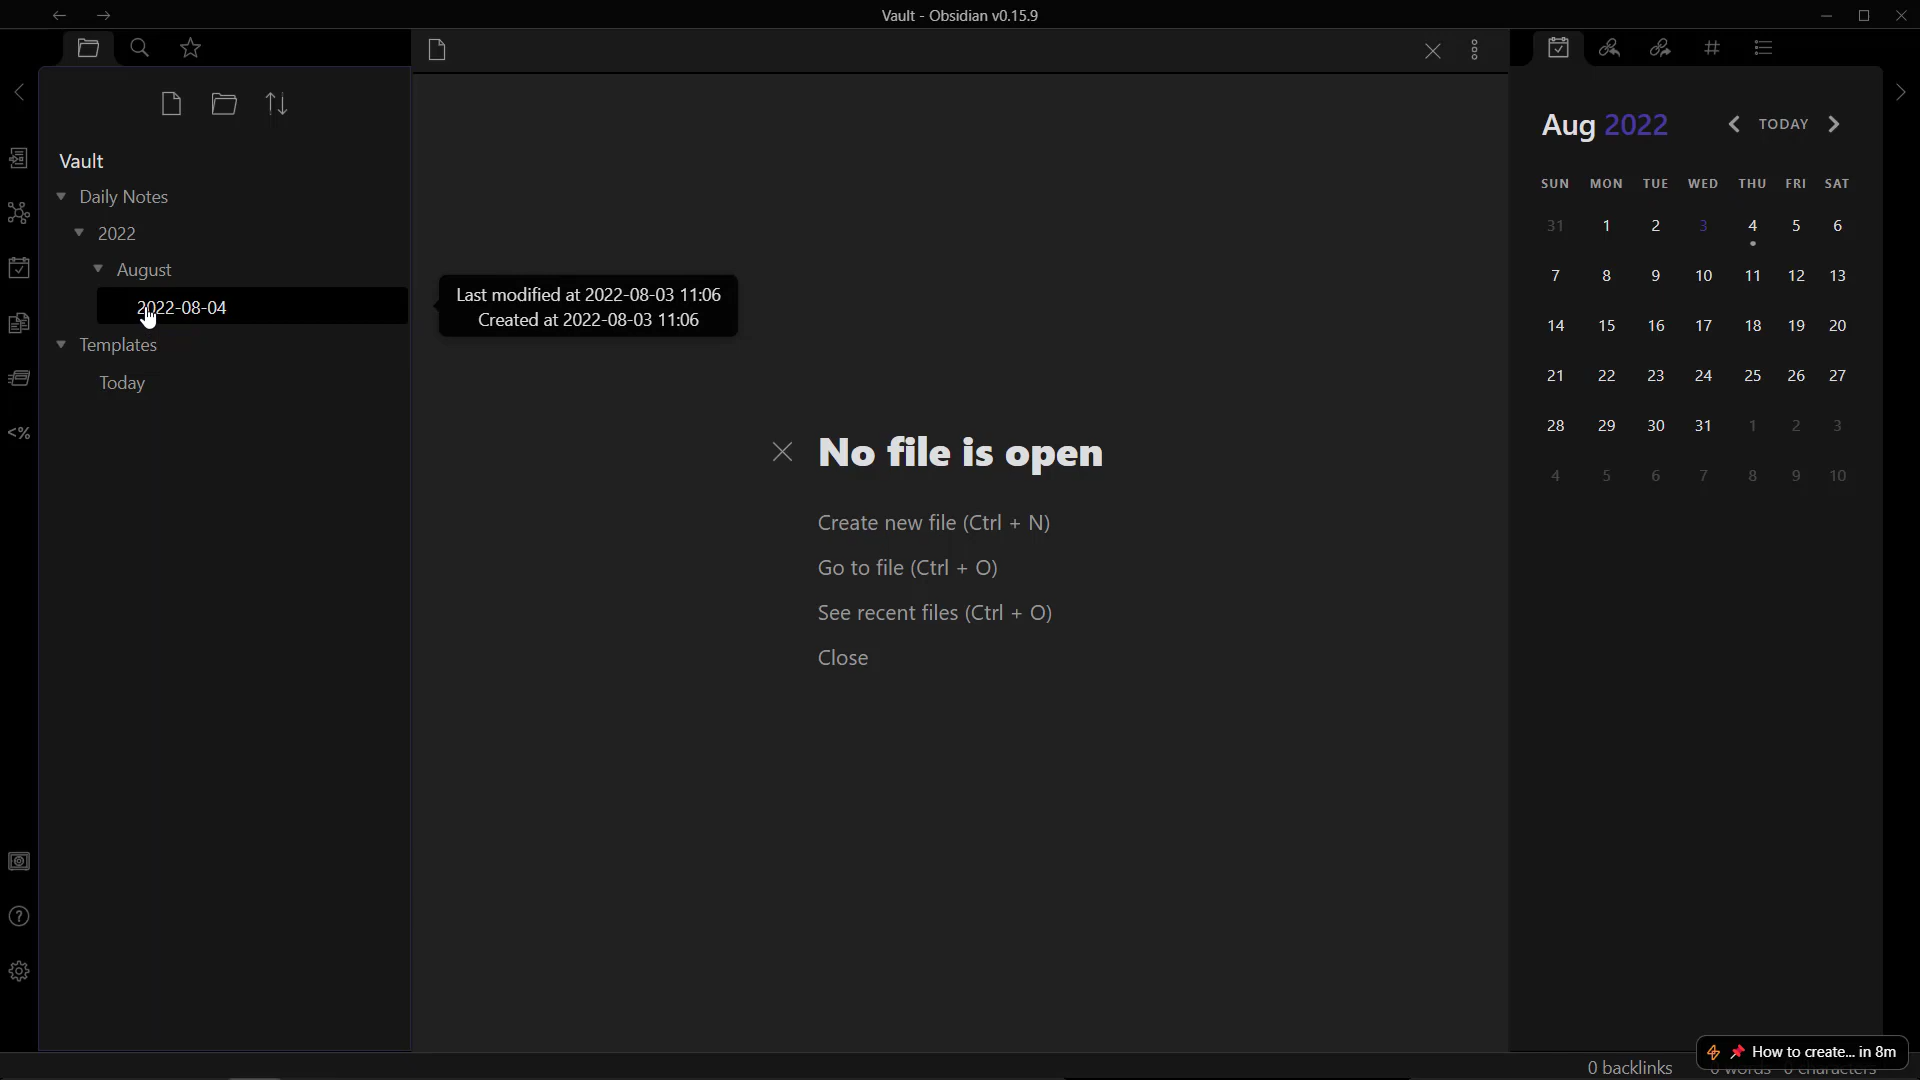 Vault - Obsidian v0.15.9
Vault
Daily Notes
2022
August
2022-08-04
Templates
Today
<%
Last modified at 2022-08-03 11:06
Created at 2022-08-03 11:06
No file is open
Create new file (Ctrl + N)
Go to file (Ctrl + O)
See recent files (Ctrl + O)
Close
Aug 2022
TODAY
SUN MON TUE WED THU FRI SAT
31 1 2 3 4 5 6
7 8 9 10 11 12 13
14 15 16 17 18 19 20
21 22 23 24 25 26 27
28 29 30 31 1 2 3
4 5 6 7 8 9 10
How to create... in 8m
0 backlinks 0 words 0 characters